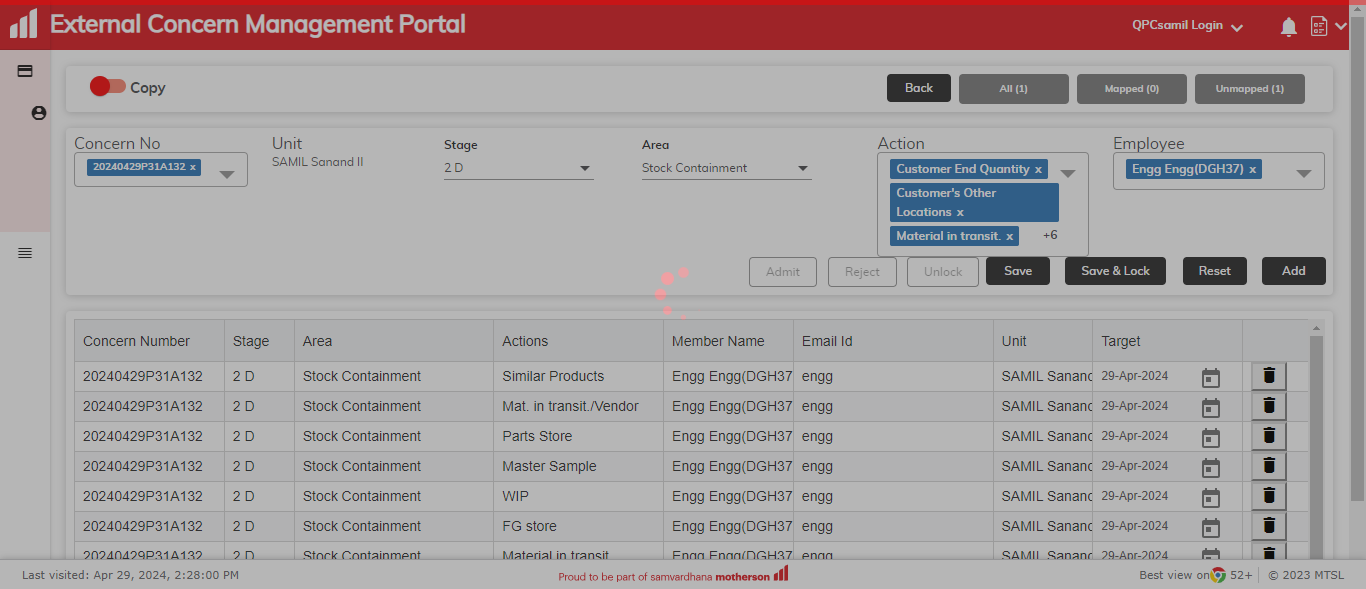 External Concern Management Portal
QPCsamil Login
Copy
Back
All (1)
Mapped (0)
Unmapped (1)
Concern No
20240429P31A132 x
Unit
SAMIL Sanand II
Stage
2 D
Area
Stock Containment
Action
Customer End Quantity x
Customer's Other
Locations x
Material in transit. x
+6
Employee
Engg Engg(DGH37) x
Admit
Reject
Unlock
Save
Save & Lock
Reset
Add
Concern Number Stage Area Actions Member Name Email Id Unit Target
20240429P31A132 2 D Stock Containment Similar Products Engg Engg(DGH37 engg SAMIL Sanand 29-Apr-2024
20240429P31A132 2 D Stock Containment Mat. in transit./Vendor Engg Engg(DGH37 engg SAMIL Sanand 29-Apr-2024
20240429P31A132 2 D Stock Containment Parts Store Engg Engg(DGH37 engg SAMIL Sanand 29-Apr-2024
20240429P31A132 2 D Stock Containment Master Sample Engg Engg(DGH37 engg SAMIL Sanand 29-Apr-2024
20240429P31A132 2 D Stock Containment WIP Engg Engg(DGH37 engg SAMIL Sanand 29-Apr-2024
20240429P31A132 2 D Stock Containment FG store Engg Engg(DGH37 engg SAMIL Sanand 29-Apr-2024
20240429P31A132 2 D Stock Containment Material in transit Engg Engg(DGH37 engg SAMIL Sanand 29-Apr-2024
Last visited: Apr 29, 2024, 2:28:00 PM
Proud to be part of samvardhana motherson
Best view on 52+
© 2023 MTSL